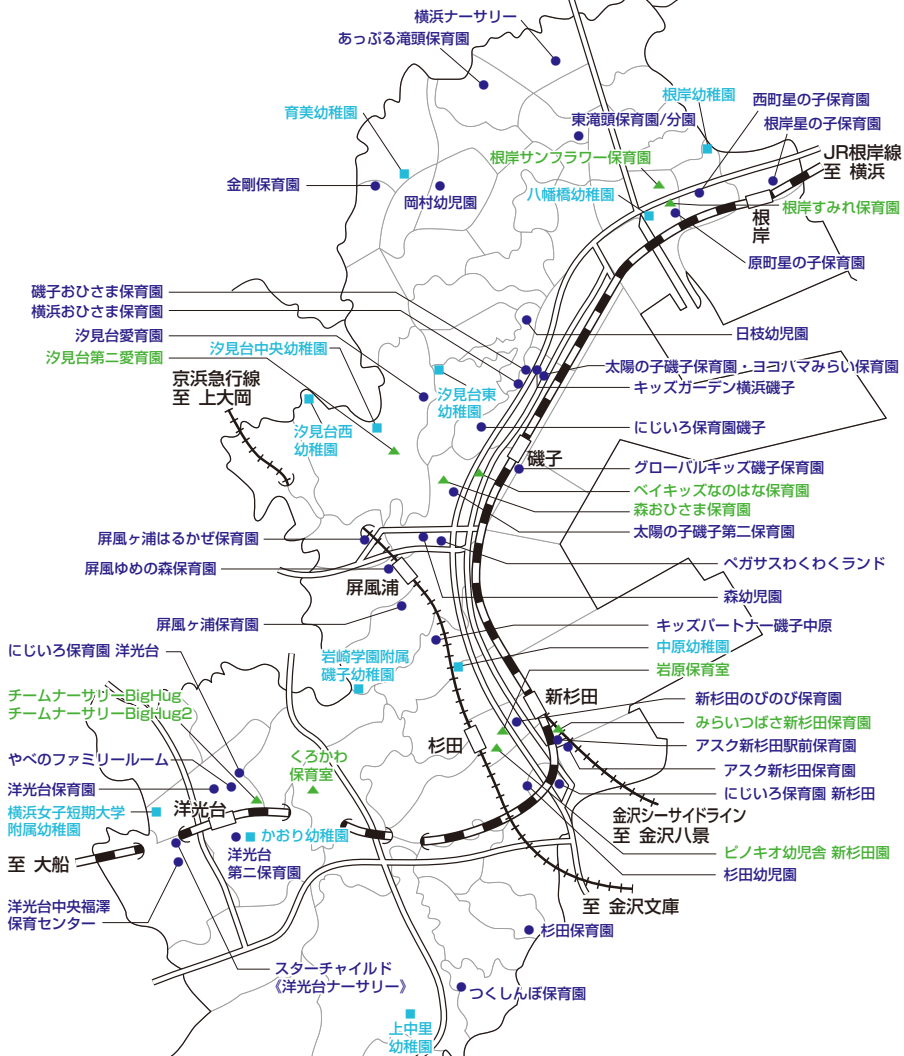 横浜ナーサリー
あっぷる滝頭保育園
根岸幼稚園
西町星の子保育園
育美幼稚園
東滝頭保育園/分園
根岸星の子保育園
JR根岸線
至 横浜
根岸サンフラワー保育園
金剛保育園
岡村幼児園
八幡橋幼稚園
根岸すみれ保育園
根岸
原町星の子保育園
磯子おひさま保育園
横浜おひさま保育園
汐見台愛育園
日枝幼児園
汐見台第二愛育園
汐見台中央幼稚園
京浜急行線
至 上大岡
太陽の子磯子保育園・ヨコハマみらい保育園
キッズガーデン横浜磯子
汐見台東
幼稚園
汐見台西
幼稚園
にじいろ保育園磯子
磯子
グローバルキッズ磯子保育園
ベイキッズなのはな保育園
森おひさま保育園
太陽の子磯子第二保育園
屏風ヶ浦はるかぜ保育園
屏風ゆめの森保育園
ペガサスわくわくランド
屏風浦
森幼児園
屏風ヶ浦保育園
キッズパートナー磯子中原
にじいろ保育園 洋光台
岩崎学園附属
磯子幼稚園
中原幼稚園
岩原保育室
チームナーサリーBigHug
チームナーサリーBigHug2
新杉田
新杉田のびのび保育園
みらいつばさ新杉田保育園
杉田
アスク新杉田駅前保育園
やべのファミリールーム
くろかわ
保育室
アスク新杉田保育園
洋光台保育園
にじいろ保育園 新杉田
横浜女子短期大学
附属幼稚園
洋光台
金沢シーサイドライン
至 金沢八景
かおり幼稚園
至 大船
洋光台
第二保育園
ピノキオ幼児舎 新杉田園
杉田幼児園
洋光台中央福澤
保育センター
至 金沢文庫
杉田保育園
スターチャイルド
《洋光台ナーサリー》
つくしんぼ保育園
上中里
幼稚園